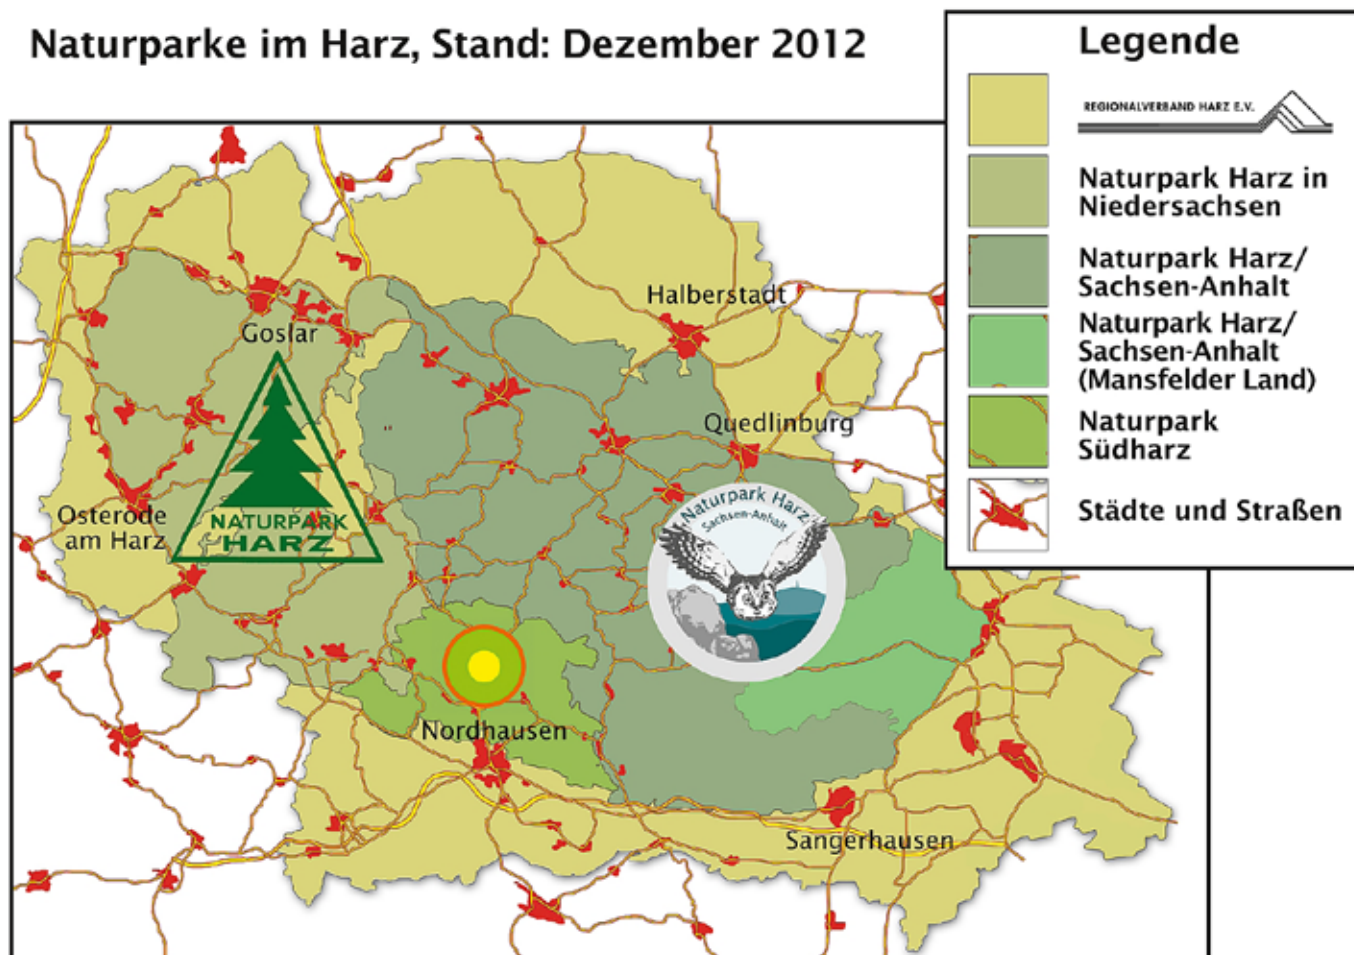 Naturparke im Harz, Stand: Dezember 2012
Legende
REGIONALVERBAND HARZ E.V.
Naturpark Harz in
Niedersachsen
Naturpark Harz/
Sachsen-Anhalt
Naturpark Harz/
Sachsen-Anhalt
(Mansfelder Land)
Naturpark
Südharz
Städte und Straßen
Halberstadt
Goslar
Quedlinburg
Osterode
am Harz
NATURPARK
HARZ
Naturpark Harz
Sachsen-Anhalt
Nordhausen
Sangerhausen